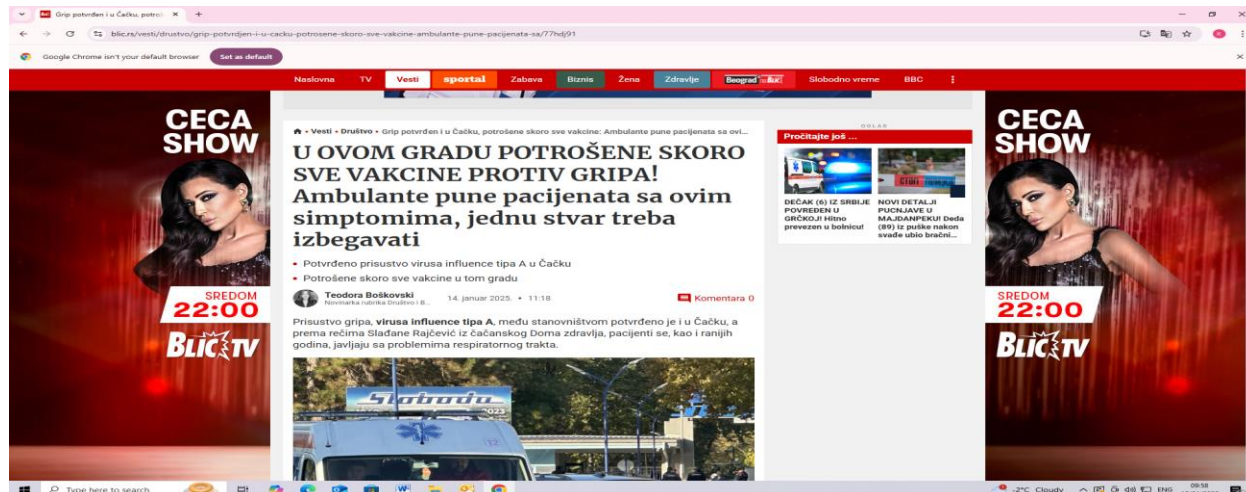 Grip potvrđen i u Čačku, potroš
blic.rs/vesti/drustvo/grip-potvrdjen-i-u-cacku-potrosene-skoro-sve-vakcine-ambulante-pune-pacijenata-sa/77hdj91
Google Chrome isn't your default browser Set as default
Naslovna TV Vesti sportal Zabava Biznis Žena Zdravlje Beograd Slobodno vreme BBC
CECA
SHOW
SREDOM
22:00
BLIC TV
Vesti • Društvo • Grip potvrđen i u Čačku, potrošene skoro sve vakcine: Ambulante pune pacijenata sa ovi...
U OVOM GRADU POTROŠENE SKORO
SVE VAKCINE PROTIV GRIPA!
Ambulante pune pacijenata sa ovim
simptomima, jednu stvar treba
izbegavati
• Potvrđeno prisustvo virusa influence tipa A u Čačku
• Potrošene skoro sve vakcine u tom gradu
Teodora Boškovski
Novinarka rubrika Društvo i B...
14. januar 2025. • 11:18
Komentara 0
Prisustvo gripa, virusa influence tipa A, među stanovništvom potvrđeno je i u Čačku, a
prema rečima Slađane Rajčević iz čačanskog Doma zdravlja, pacijenti se, kao i ranijih
godina, javljaju sa problemima respiratornog trakta.
Sloboda
2023
12
OGLAS
Pročitajte još ...
DEČAK (6) IZ SRBIJE
POVREĐEN U
GRČKOJ! Hitno
prevezen u bolnicu!
NOVI DETALJI
PUCNJAVE U
MAJDANPEKU! Deda
(89) iz puške nakon
svađe ubio bračni...
CECA
SHOW
SREDOM
22:00
BLIC TV
Type here to search
-2°C Cloudy
ENG
09:58